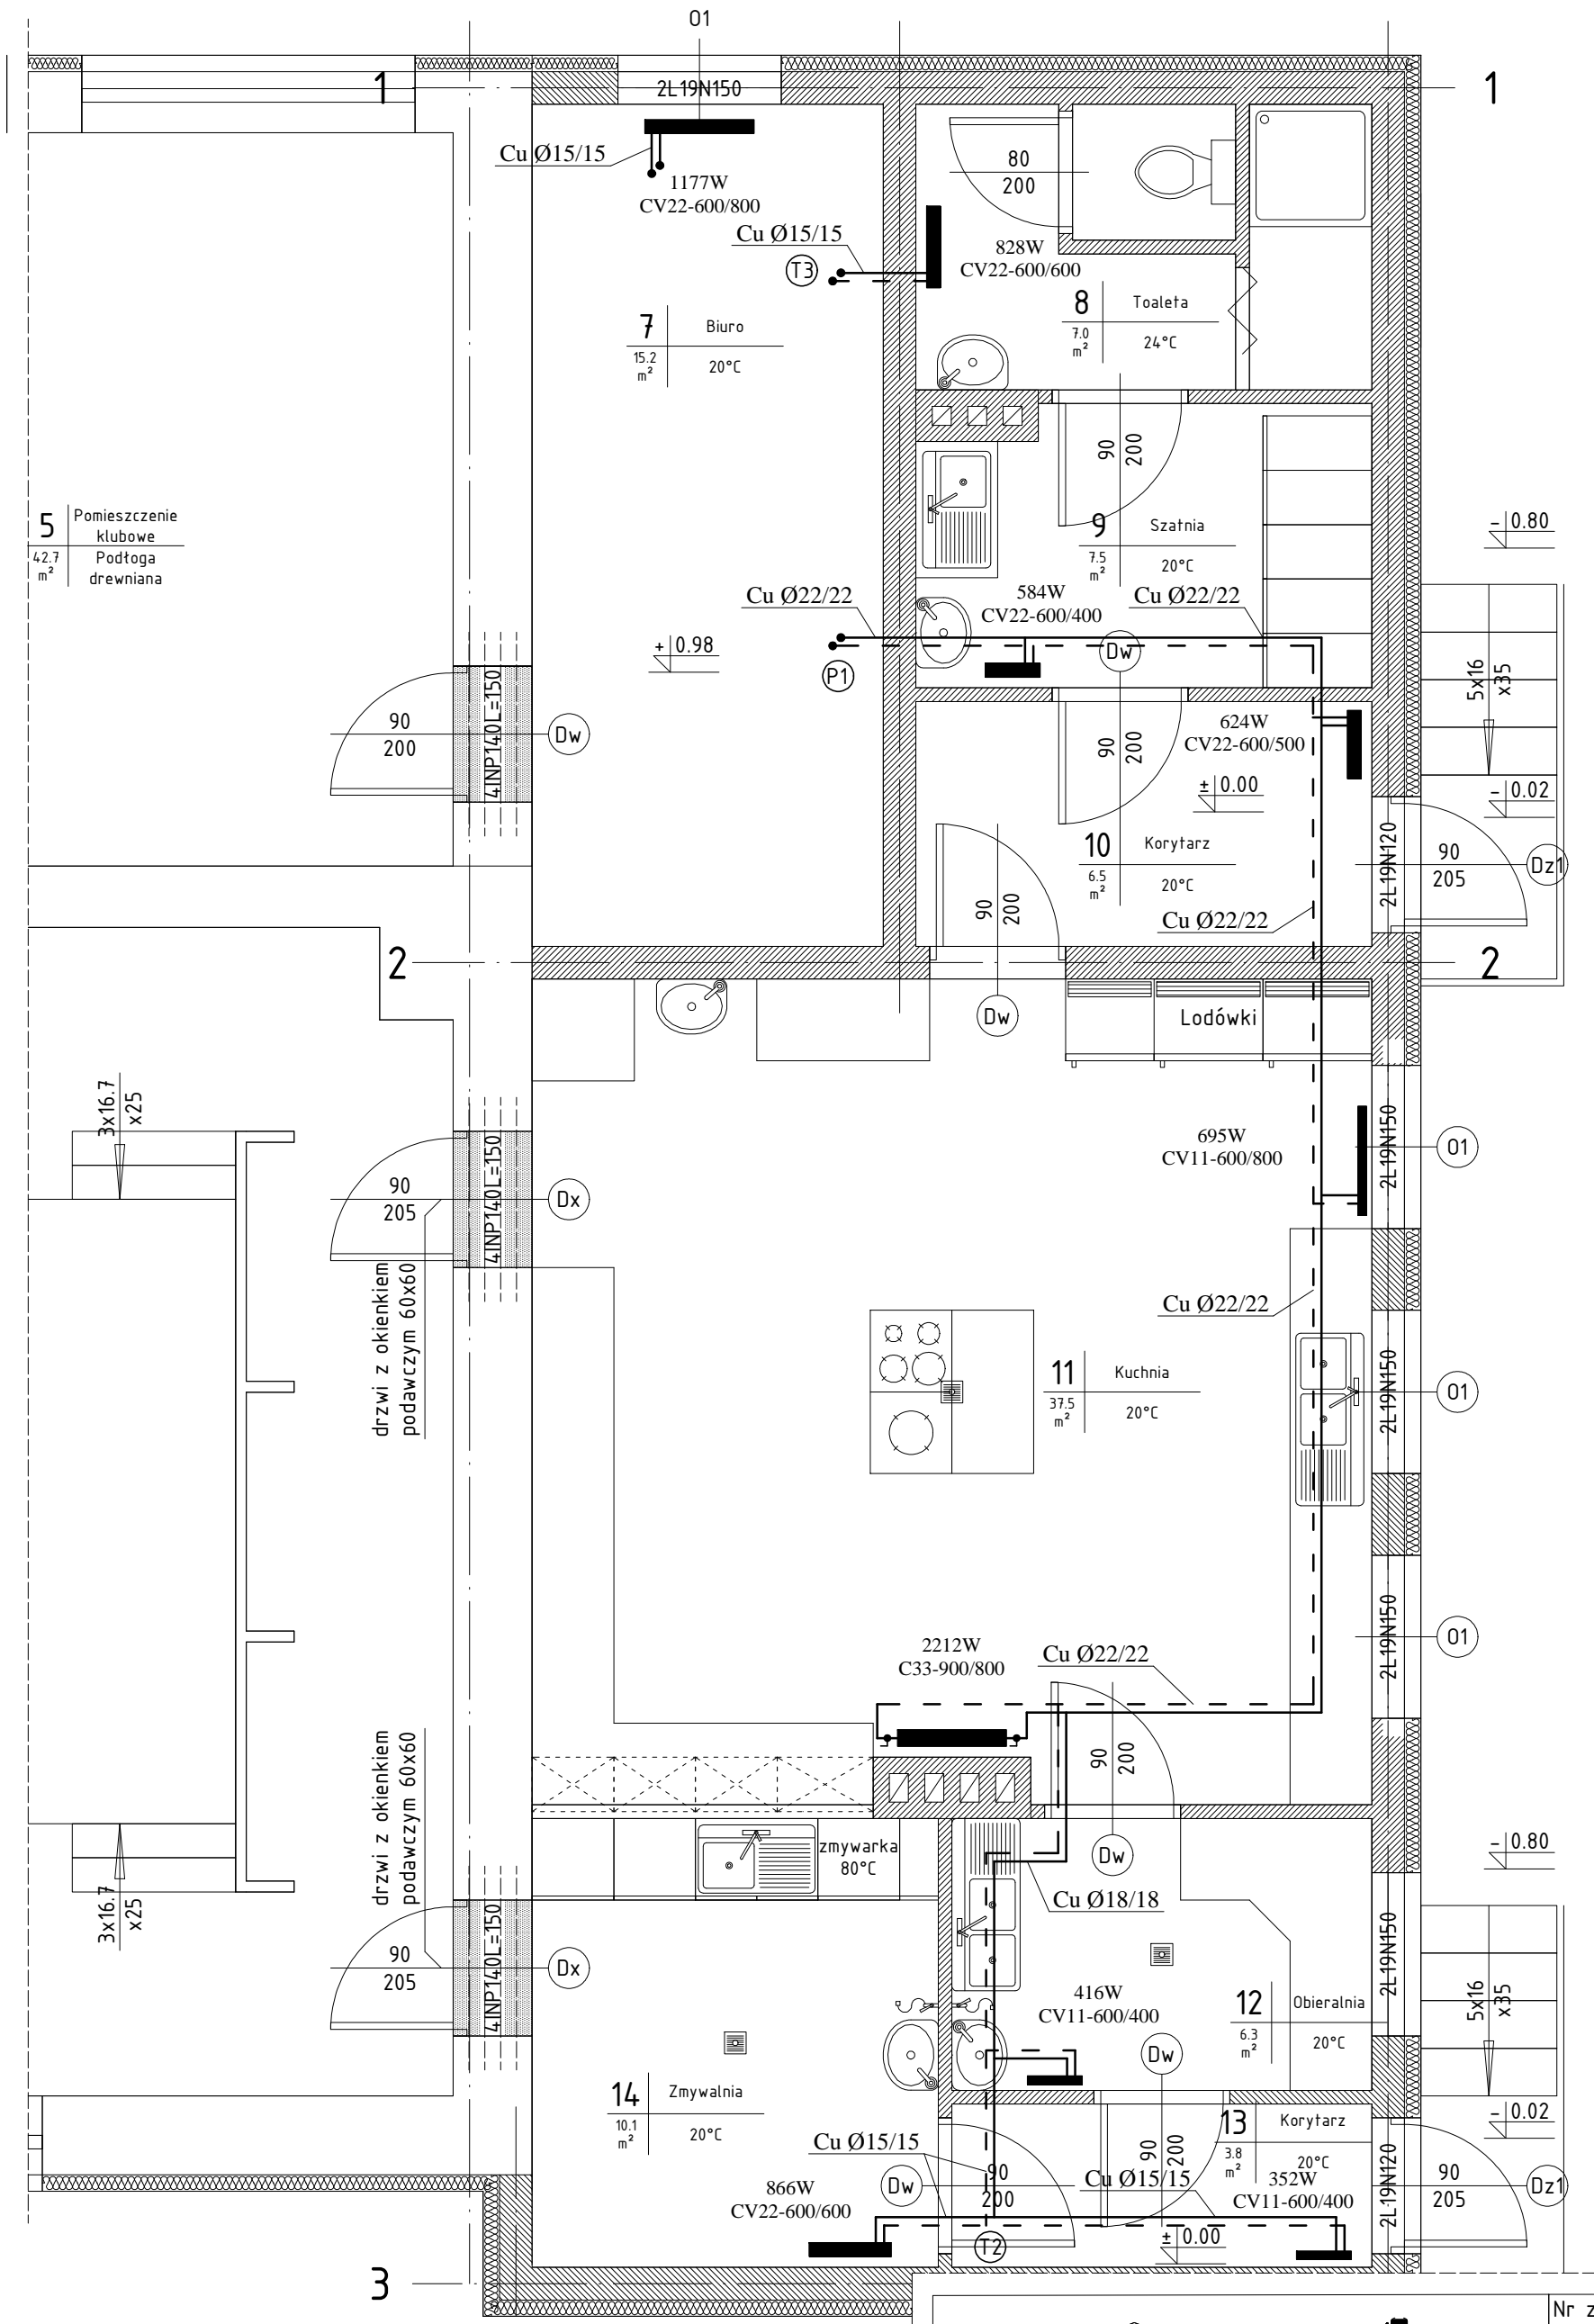 01
1
1
2L19N150
Cu Ø15/15
1177W
CV22-600/800
80
200
Cu Ø15/15
T3
828W
CV22-600/600
8
Toaleta
7.0
m²
24°C
7
Biuro
15.2
m²
20°C
90
200
5
Pomieszczenie
klubowe
42.7
m²
Podłoga
drewniana
9
Szatnia
7.5
m²
20°C
- 0.80
Cu Ø22/22
584W
CV22-600/400
Cu Ø22/22
+ 0.98
Dw
P1
5x16
x35
4INP140L=150
90
200
Dw
90
200
624W
CV22-600/500
± 0.00
- 0.02
10
Korytarz
6.5
m²
20°C
2L19N120
90
205
Dz1
90
200
Cu Ø22/22
2
2
Dw
Lodówki
3x16.7
x25
695W
CV11-600/800
2L19N150
01
4INP140L=150
90
205
Dx
drzwi z okienkiem
podawczym 60x60
Cu Ø22/22
11
Kuchnia
37.5
m²
20°C
2L19N150
01
2212W
C33-900/800
Cu Ø22/22
2L19N150
01
drzwi z okienkiem
podawczym 60x60
90
200
zmywarka
80°C
Dw
- 0.80
3x16.7
x25
Cu Ø18/18
4INP140L=150
90
205
Dx
2L19N150
416W
CV11-600/400
12
Obieralnia
6.3
m²
20°C
5x16
x35
Dw
14
Zmywalnia
10.1
m²
20°C
13
Korytarz
3.8
m²
20°C
- 0.02
Cu Ø15/15
90
200
90
200
Cu Ø15/15
Dw
866W
CV22-600/600
352W
CV11-600/400
2L19N120
90
205
Dz1
T2
± 0.00
3
Nr z